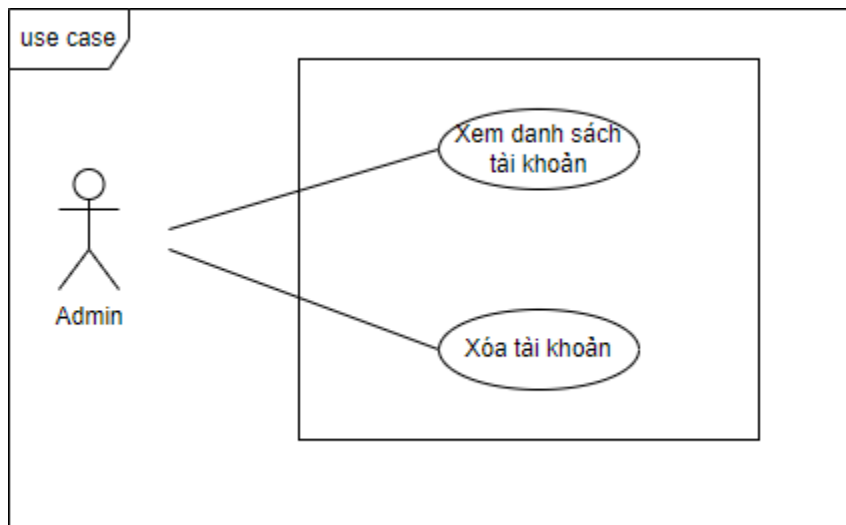 use case
Xem danh sách
tài khoản
Admin
Xóa tài khoản